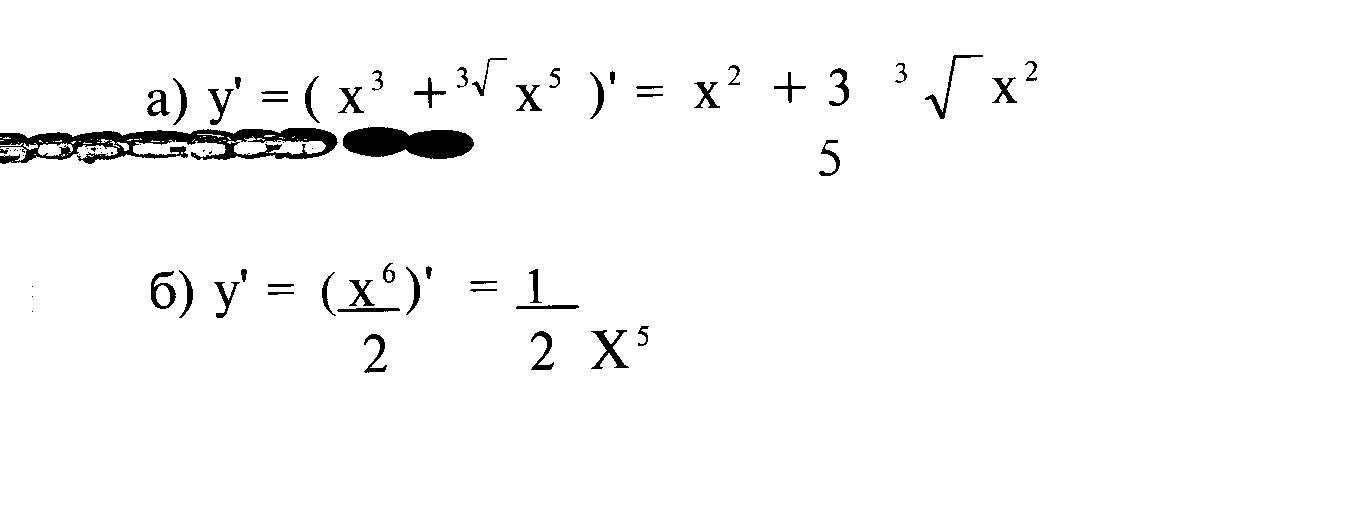 а) y' = ( x³ + ³√ x⁵ )' = x² + 3 ³√ x²
5
б) y' = (x⁶)' = 1
2 2 X⁵